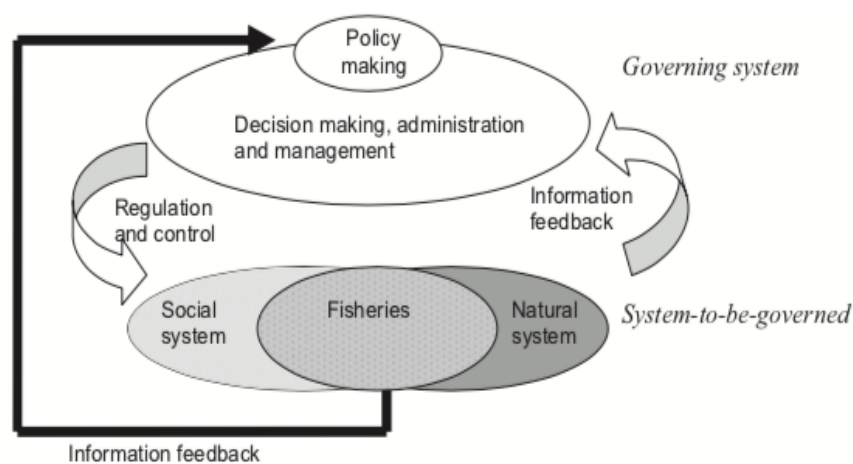 Policy
making
Governing system
Decision making, administration
and management
Regulation
and control
Information
feedback
Social
system
Fisheries
Natural
system
System-to-be-governed
Information feedback